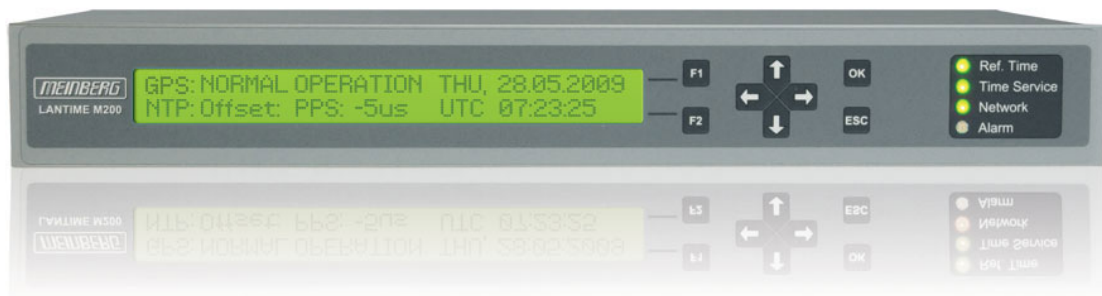 MEINBERG
LANTIME M200
GPS: NORMAL OPERATION THU, 28.05.2009
NTP: Offset: PPS: -5us UTC 07:23:25
F1
F2
OK
ESC
Ref. Time
Time Service
Network
Alarm